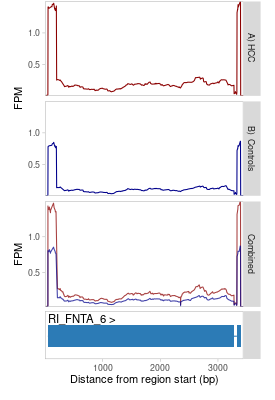 1.0
0.5
A) HCC
FPM
1.0
0.5
B) Controls
1.0
0.5
Combined
FPM
RI_FNTA_6 >
1000
2000
3000
Distance from region start (bp)